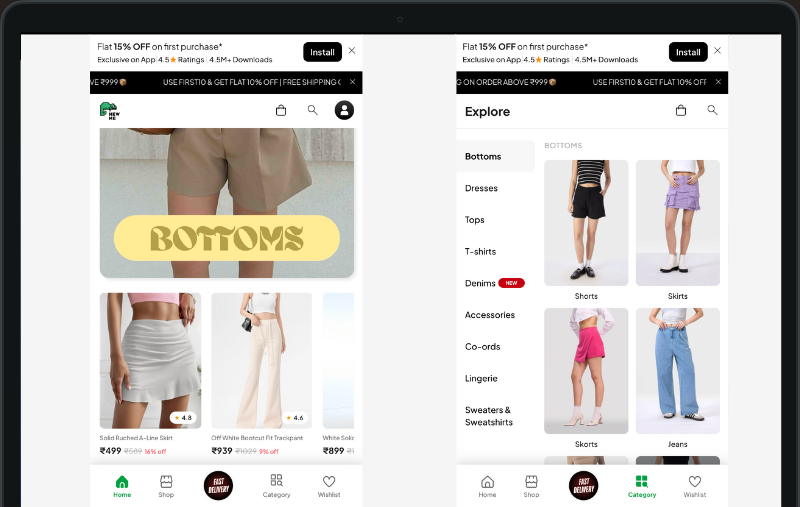 Flat 15% OFF on first purchase*
Exclusive on App 4.5★ Ratings | 4.5M+ Downloads
Install
VE ₹999
USE FIRST10 & GET FLAT 10% OFF | FREE SHIPPING
NEW
ME
BOTTOMS
4.8
4.6
Solid Ruched A-Line Skirt
₹499 ₹589 16% off
Off White Bootcut Fit Trackpant
₹939 ₹1029 9% off
White Solid
₹899
Home
Shop
FAST
DELIVERY
Category
Wishlist
Flat 15% OFF on first purchase*
Exclusive on App 4.5★ Ratings | 4.5M+ Downloads
Install
G ON ORDER ABOVE ₹999
USE FIRST10 & GET FLAT 10% OFF
Explore
Bottoms
Dresses
Tops
T-shirts
Denims NEW
Accessories
Co-ords
Lingerie
Sweaters &
Sweatshirts
BOTTOMS
Shorts
Skirts
Skorts
Jeans
Home
Shop
FAST
DELIVERY
Category
Wishlist